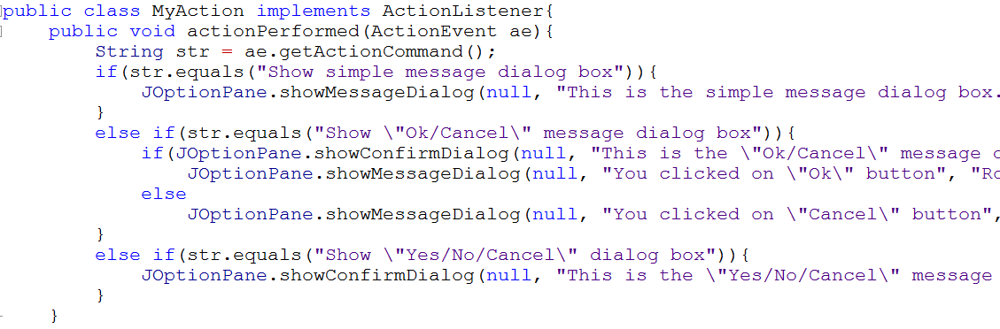 public class MyAction implements ActionListener{
    public void actionPerformed(ActionEvent ae){
        String str = ae.getActionCommand();
        if(str.equals("Show simple message dialog box")){
            JOptionPane.showMessageDialog(null, "This is the simple message dialog box.
        }
        else if(str.equals("Show \"Ok/Cancel\" message dialog box")){
            if(JOptionPane.showConfirmDialog(null, "This is the \"Ok/Cancel\" message
                JOptionPane.showMessageDialog(null, "You clicked on \"Ok\" button", "Ro
            else
                JOptionPane.showMessageDialog(null, "You clicked on \"Cancel\" button",
        }
        else if(str.equals("Show \"Yes/No/Cancel\" dialog box")){
            JOptionPane.showConfirmDialog(null, "This is the \"Yes/No/Cancel\" message
        }
    }